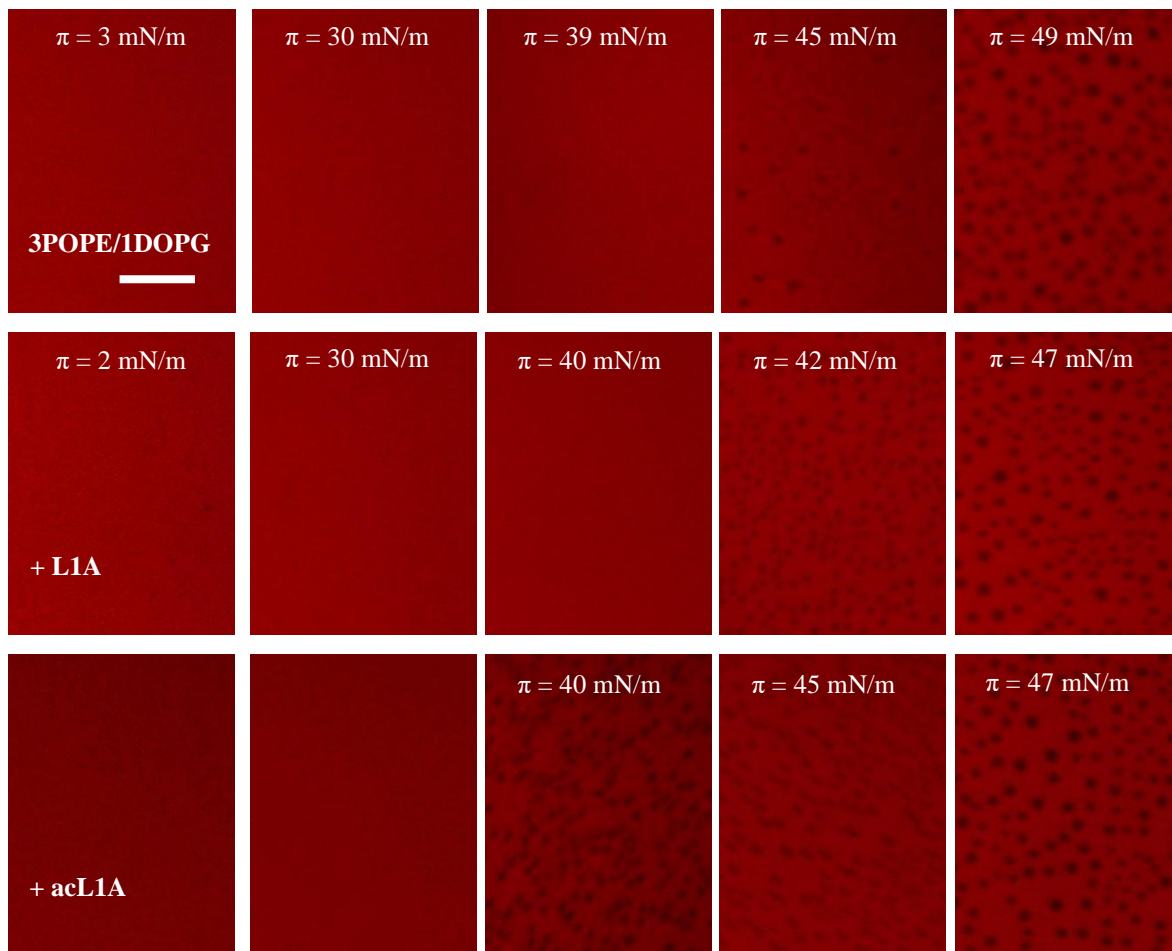 π = 3 mN/m
π = 30 mN/m
π = 39 mN/m
π = 45 mN/m
π = 49 mN/m
3POPE/1DOPG
π = 2 mN/m
π = 30 mN/m
π = 40 mN/m
π = 42 mN/m
π = 47 mN/m
+ L1A
π = 40 mN/m
π = 45 mN/m
π = 47 mN/m
+ acL1A